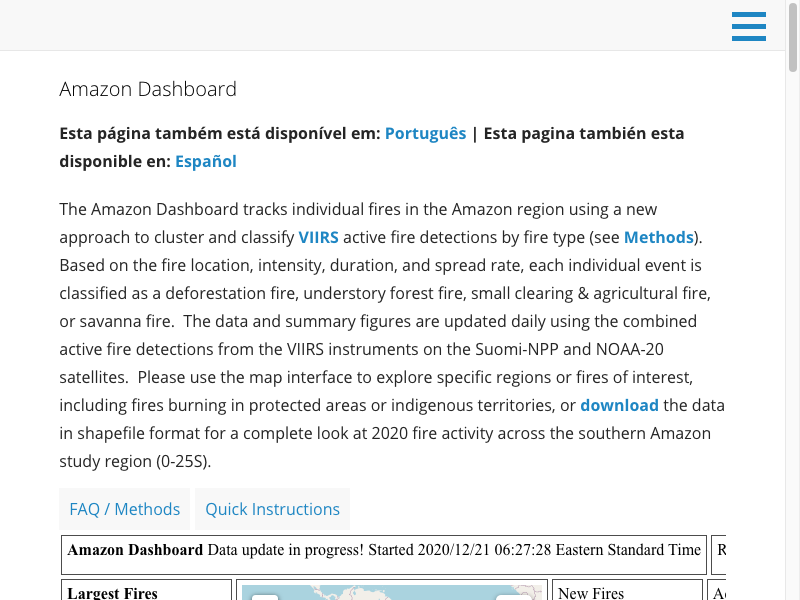 Amazon Dashboard
Esta página também está disponível em: Português | Esta pagina también esta
disponible en: Español
The Amazon Dashboard tracks individual fires in the Amazon region using a new
approach to cluster and classify VIIRS active fire detections by fire type (see Methods).
Based on the fire location, intensity, duration, and spread rate, each individual event is
classified as a deforestation fire, understory forest fire, small clearing & agricultural fire,
or savanna fire.  The data and summary figures are updated daily using the combined
active fire detections from the VIIRS instruments on the Suomi-NPP and NOAA-20
satellites.  Please use the map interface to explore specific regions or fires of interest,
including fires burning in protected areas or indigenous territories, or download the data
in shapefile format for a complete look at 2020 fire activity across the southern Amazon
study region (0-25S).
FAQ / Methods Quick Instructions
Amazon Dashboard Data update in progress! Started 2020/12/21 06:27:28 Eastern Standard Time
Largest Fires New Fires